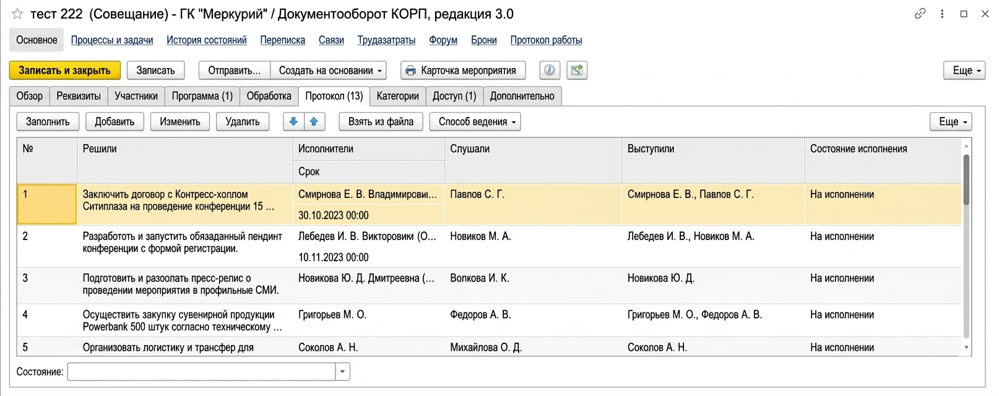 тест 222 (Совещание) - ГК "Меркурий" / Документооборот КОРП, редакция 3.0
Основное Процессы и задачи История состояний Переписка Связи Трудазатраты Форум Брони Протокол работы
Записать и закрыть Записать Отправить... Создать на основании Карточка мероприятия Еще
Обзор Реквизиты Участники Программа (1) Обработка Протокол (13) Категории Доступ (1) Дополнительно
Заполнить Добавить Изменить Удалить Взять из файла Способ ведения Еще
№ Решили Исполнители Слушали Выступили Состояние исполнения
Срок
1 Заключить договор с Контресс-холлом Смирнова Е. В. Владимирови... Павлов С. Г. Смирнова Е. В., Павлов С. Г. На исполнении
Ситиплаза на проведение конференции 15 ...
30.10.2023 00:00
2 Разработоть и запустить обязаданный пендинт Лебедев И. В. Викторовиом (О... Новиков М. А. Лебедев И. В., Новиков М. А. На исполнении
конференции с формой регистрации.
10.11.2023 00:00
3 Подготовить и разоолать пресс-релис о Новикова Ю. Д. Дмитреевна (... Волкова И. К. Новикова Ю. Д. На исполнении
проведении мероприятия в профильные СМИ.
4 Осуществить закупку сувенирной продукции Григорьев М. О. Федоров А. В. Григорьев М. О., Федоров А. В. На исполнении
Powerbank 500 штук согласно техническому ...
5 Организовать логистику и трансфер для Соколов А. Н. Михайлова О. Д. Соколов А. Н. На исполнении
Состояние: